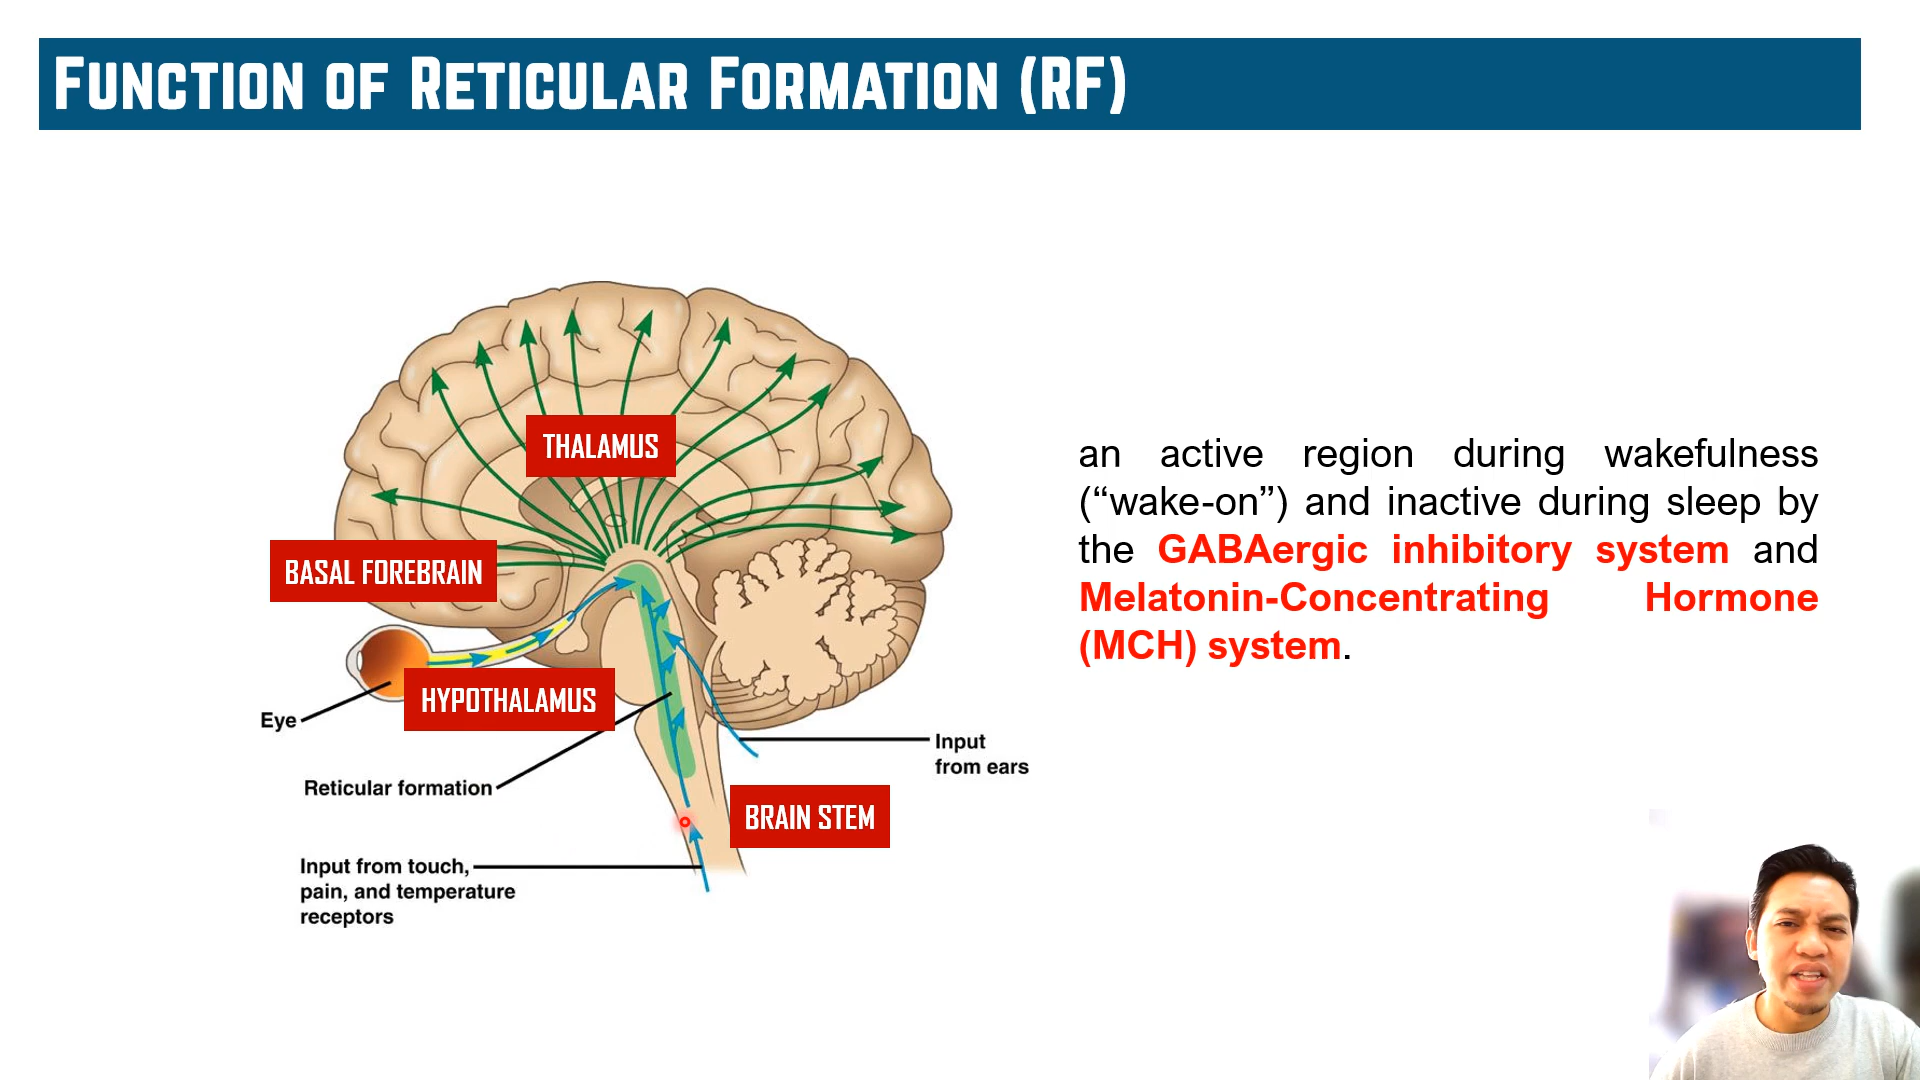 FUNCTION OF RETICULAR FORMATION (RF)
THALAMUS
BASAL FOREBRAIN
HYPOTHALAMUS
Eye
Reticular formation
Input from touch,
pain, and temperature
receptors
Input
from ears
BRAIN STEM
an active region during wakefulness
(“wake-on”) and inactive during sleep by
the GABAergic inhibitory system and
Melatonin-Concentrating Hormone
(MCH) system.